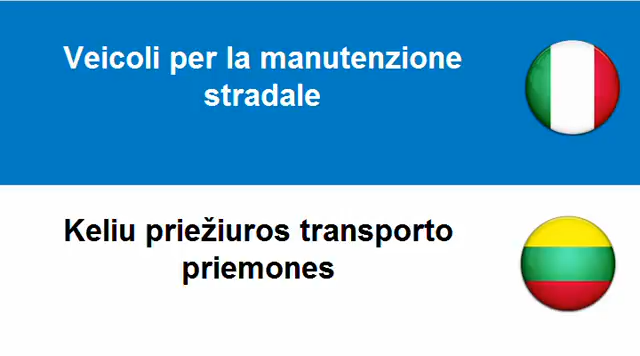 Veicoli per la manutenzione
stradale
Keliu priežiuros transporto
priemones